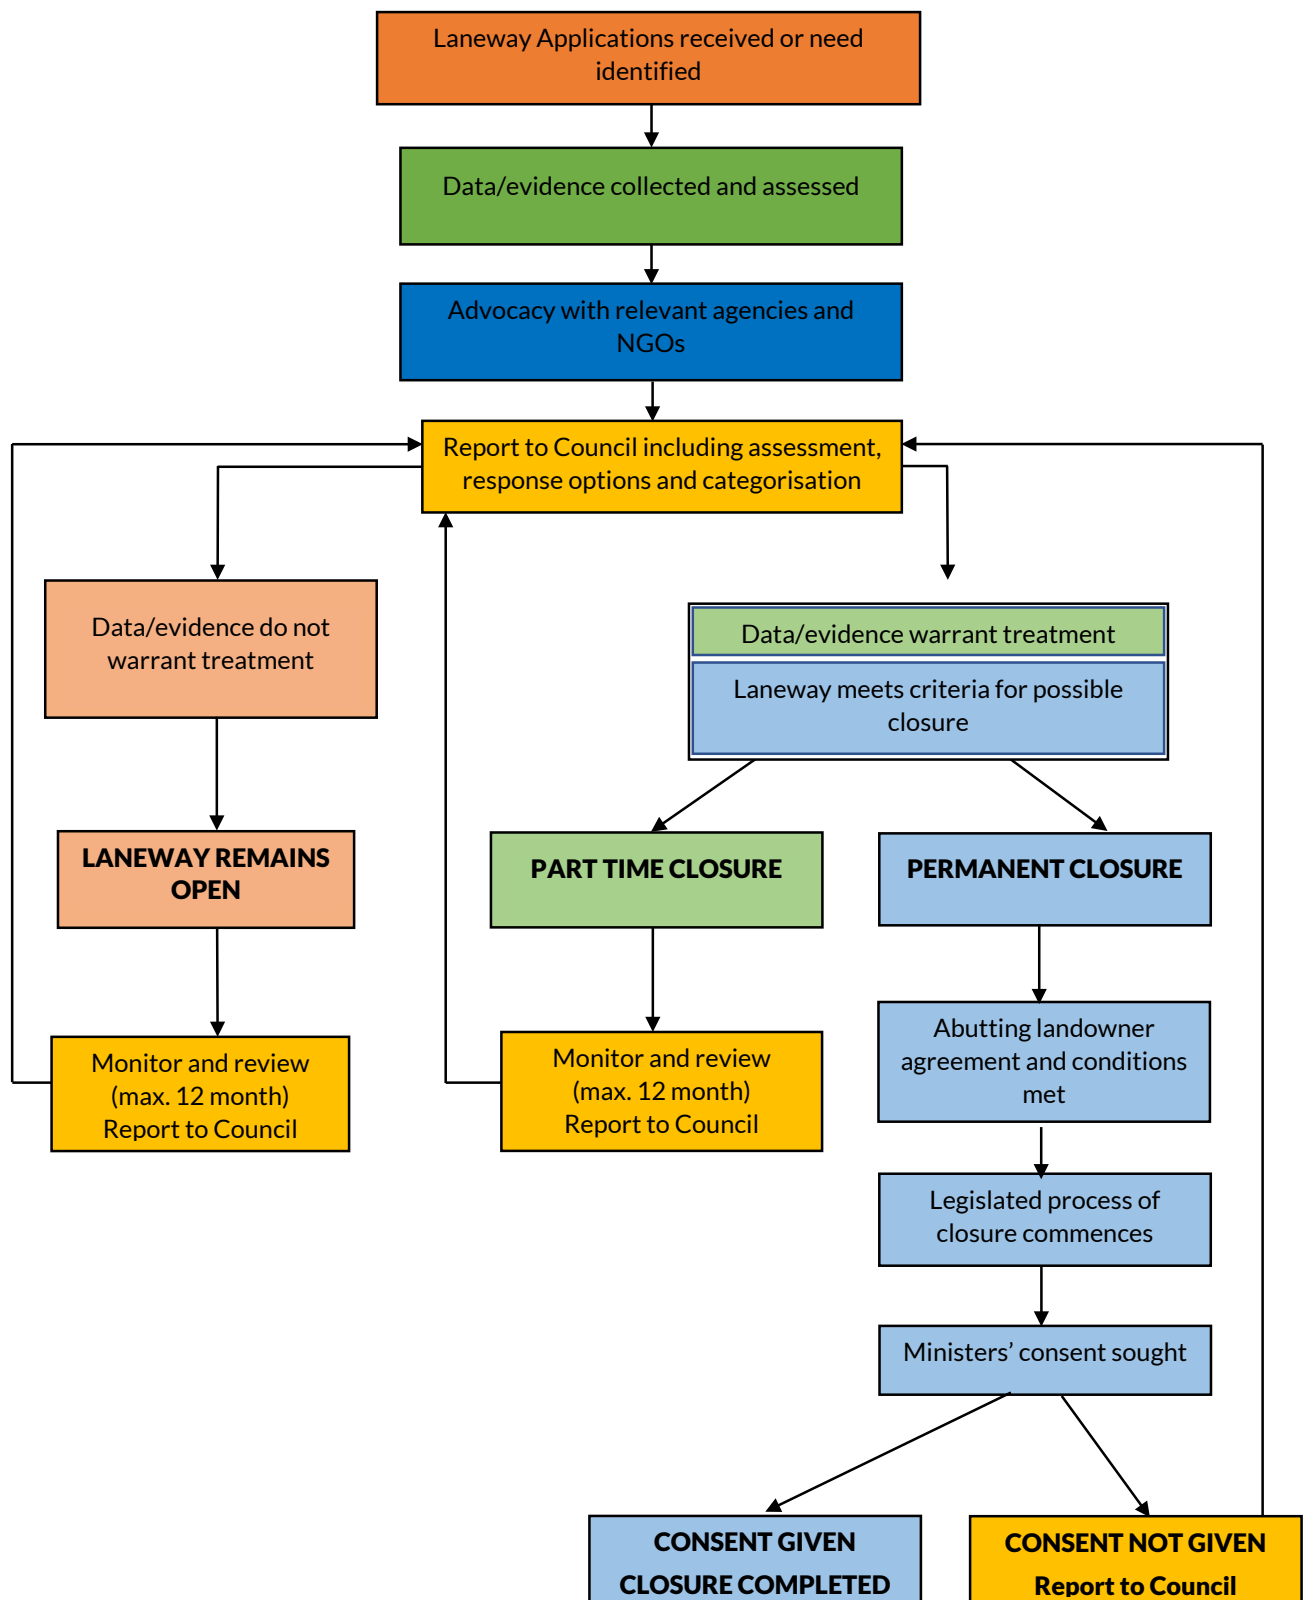 Laneway Applications received or need
identified
Data/evidence collected and assessed
Advocacy with relevant agencies and
NGOs
Report to Council including assessment,
response options and categorisation
Data/evidence do not
warrant treatment
Data/evidence warrant treatment
Laneway meets criteria for possible
closure
LANEWAY REMAINS
OPEN
PART TIME CLOSURE
PERMANENT CLOSURE
Monitor and review
(max. 12 month)
Report to Council
Monitor and review
(max. 12 month)
Report to Council
Abutting landowner
agreement and conditions
met
Legislated process of
closure commences
Ministers’ consent sought
CONSENT GIVEN
CLOSURE COMPLETED
CONSENT NOT GIVEN
Report to Council